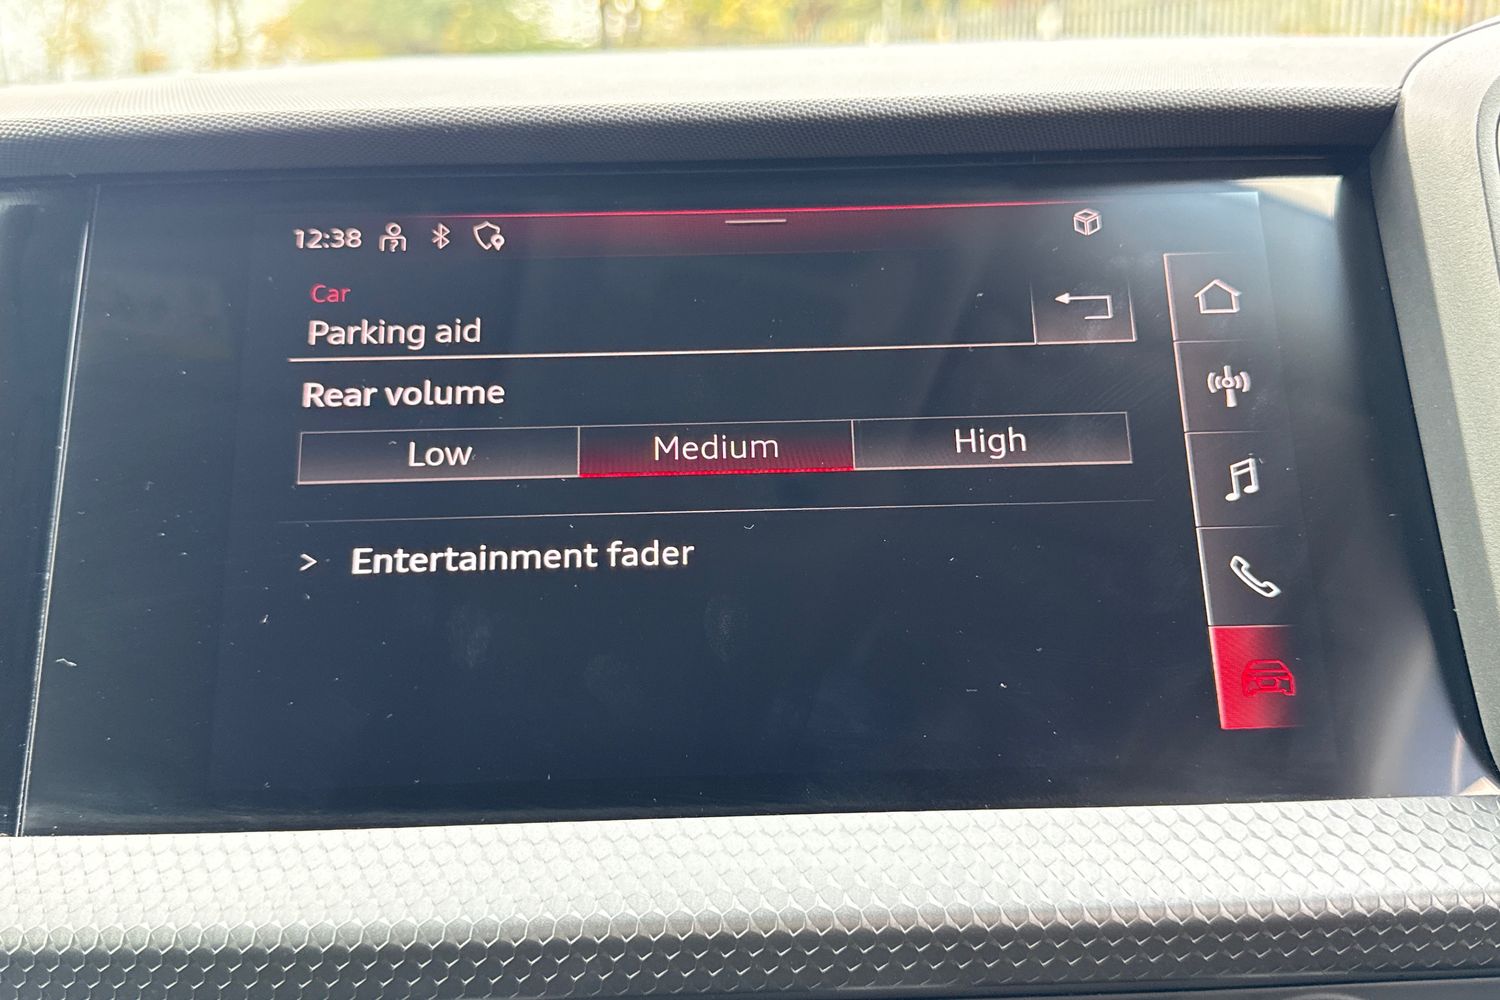 12:38
Car
Parking aid
Rear volume
Low Medium High
> Entertainment fader